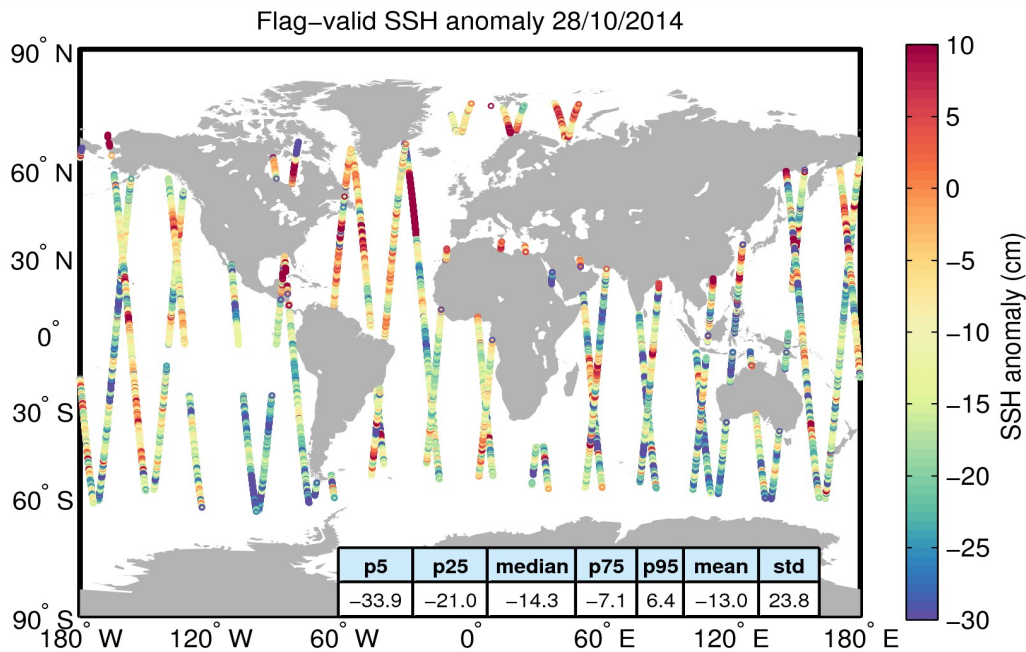 Flag−valid SSH anomaly 28/10/2014
90° N
60° N
30° N
0°
30° S
60° S
90° S
180° W
120° W
60° W
0°
60° E
120° E
180° E
10
5
0
−5
−10
−15
−20
−25
−30
SSH anomaly (cm)
p5 p25 median p75 p95 mean std
−33.9 −21.0 −14.3 −7.1 6.4 −13.0 23.8